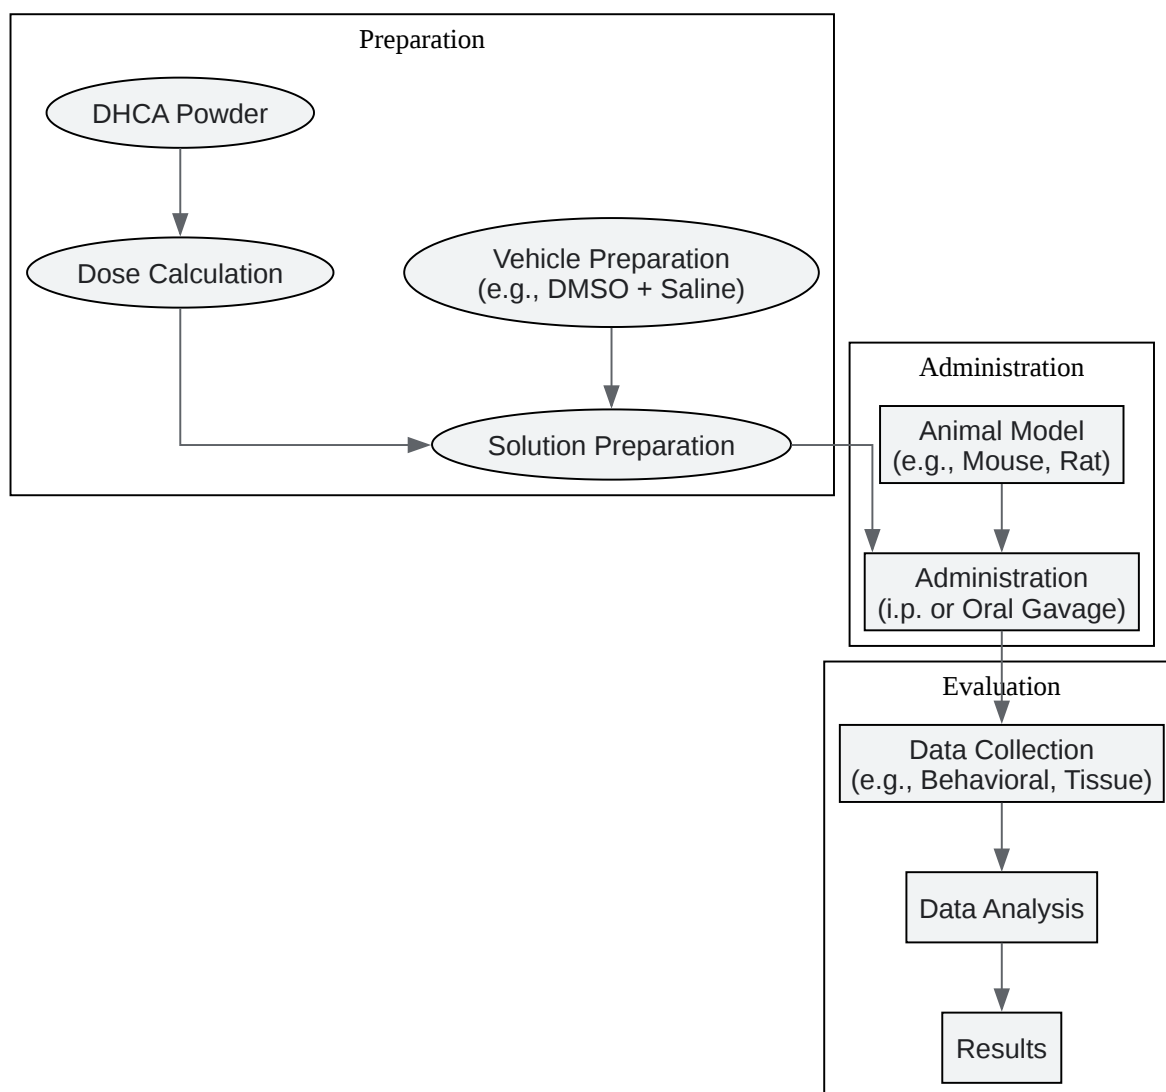 Preparation
DHCA Powder
Dose Calculation
Vehicle Preparation
(e.g., DMSO + Saline)
Solution Preparation
Administration
Animal Model
(e.g., Mouse, Rat)
Administration
(i.p. or Oral Gavage)
Evaluation
Data Collection
(e.g., Behavioral, Tissue)
Data Analysis
Results